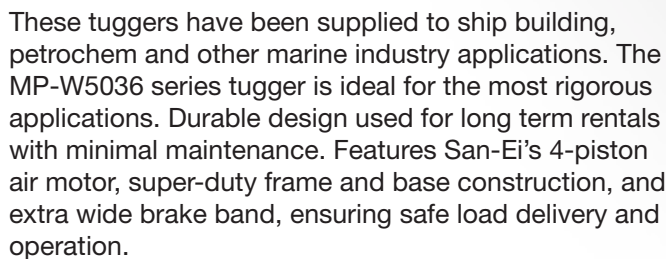 These tuggers have been supplied to ship building,
petrochem and other marine industry applications. The
MP-W5036 series tugger is ideal for the most rigorous
applications. Durable design used for long term rentals
with minimal maintenance. Features San-Ei's 4-piston
air motor, super-duty frame and base construction, and
extra wide brake band, ensuring safe load delivery and
operation.